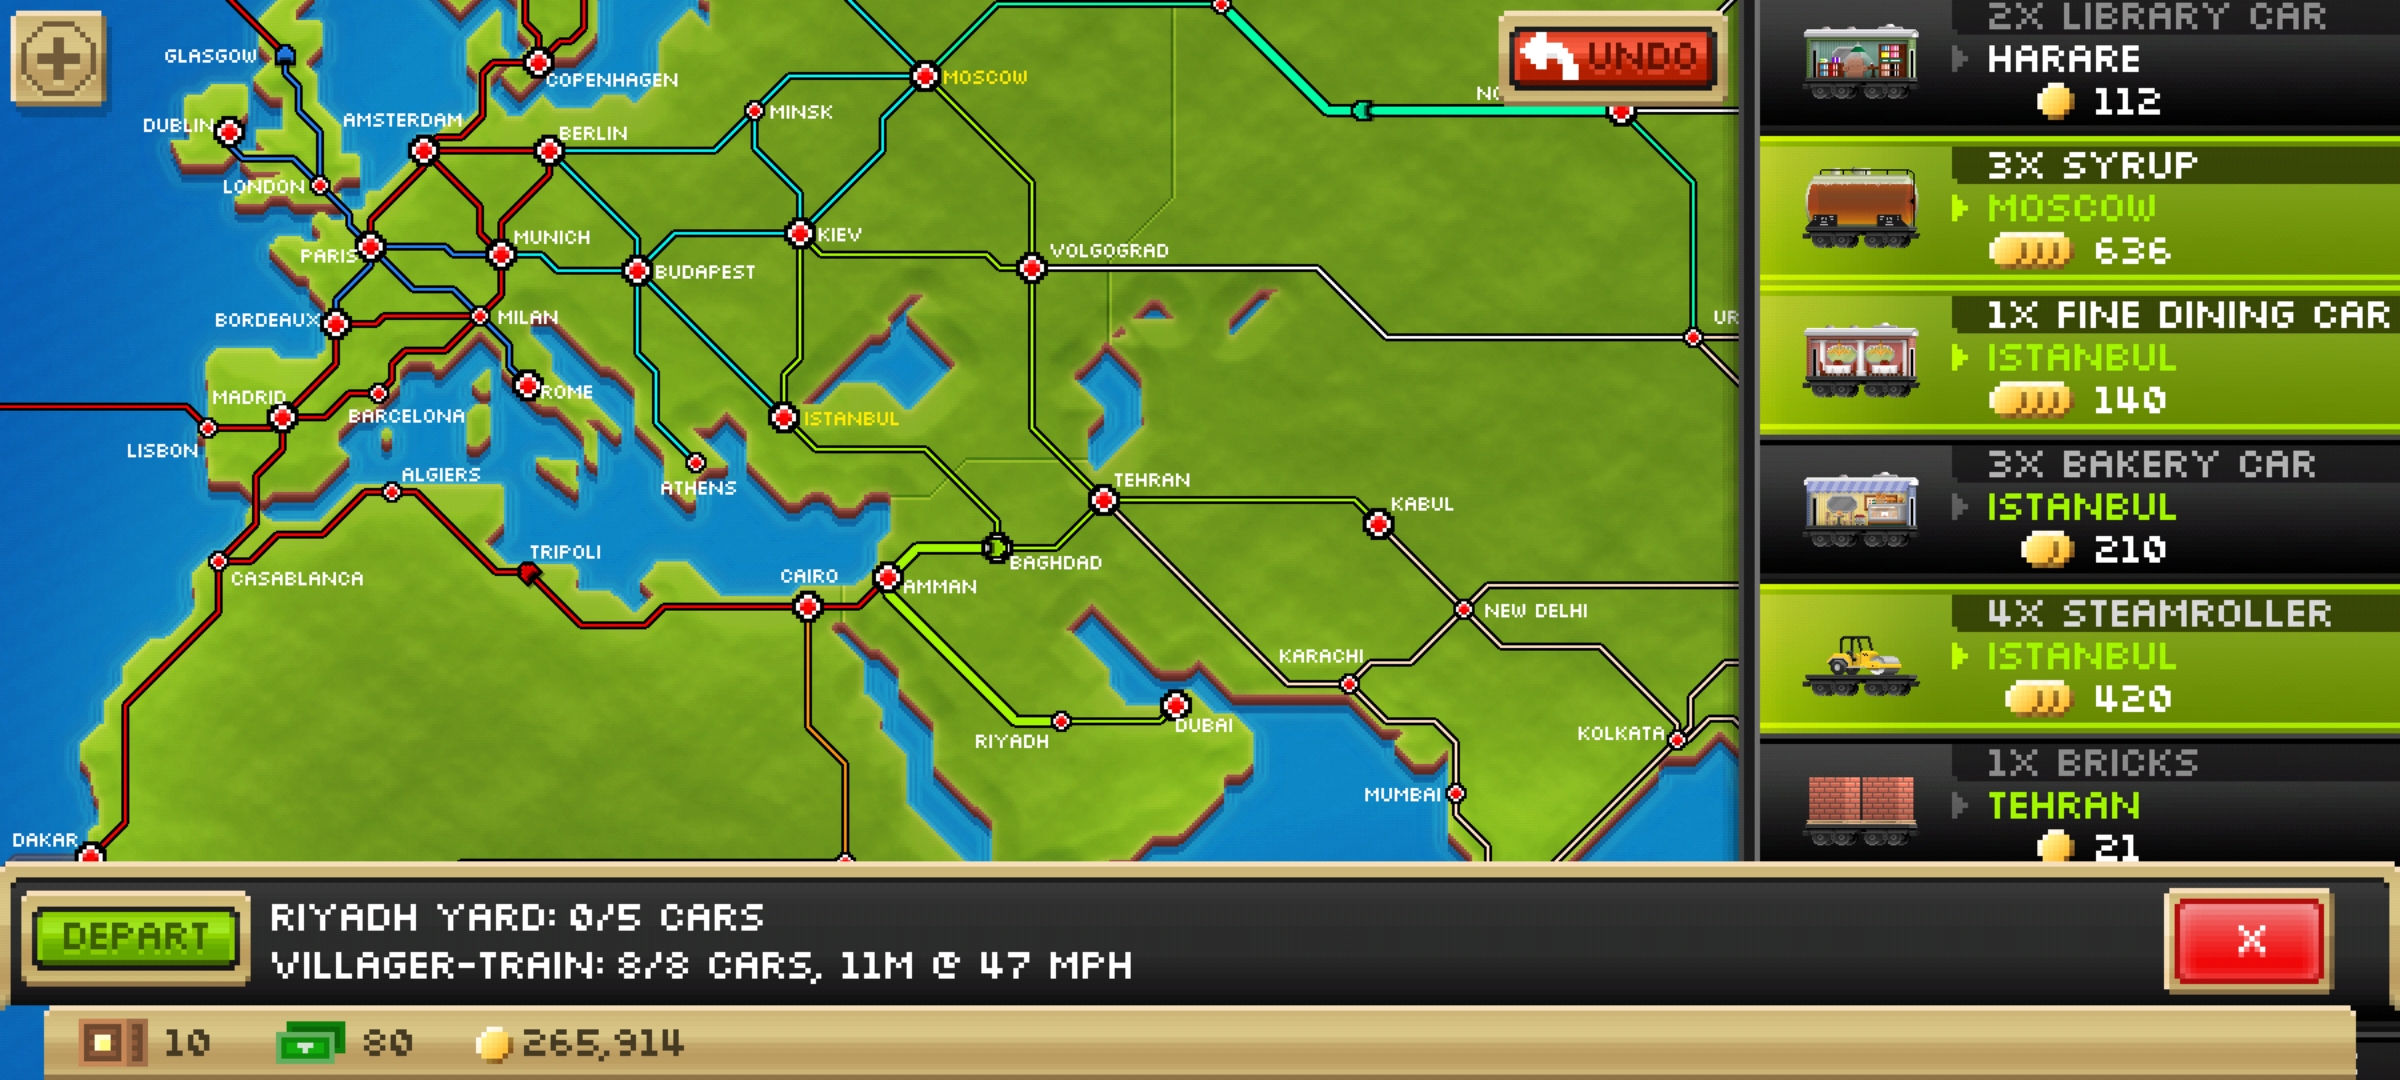 GLASGOW
COPENHAGEN
MOSCOW
UNDO
MINSK
DUBLIN
AMSTERDAM
BERLIN
LONDON
PARIS
MUNICH
KIEV
VOLGOGRAD
BUDAPEST
BORDEAUX
MILAN
MADRID
BARCELONA
ROME
ISTANBUL
LISBON
ALGIERS
ATHENS
TEHRAN
KABUL
TRIPOLI
CASABLANCA
CAIRO
AMMAN
BAGHDAD
NEW DELHI
KARACHI
RIYADH
DUBAI
KOLKATA
MUMBAI
DAKAR
2X LIBRARY CAR
HARARE
112
3X SYRUP
MOSCOW
636
1X FINE DINING CAR
ISTANBUL
140
3X BAKERY CAR
ISTANBUL
210
4X STEAMROLLER
ISTANBUL
420
1X BRICKS
TEHRAN
21
DEPART
RIYADH YARD: 0/5 CARS
VILLAGER-TRAIN: 8/8 CARS, 11M @ 47 MPH
X
10
80
265,914